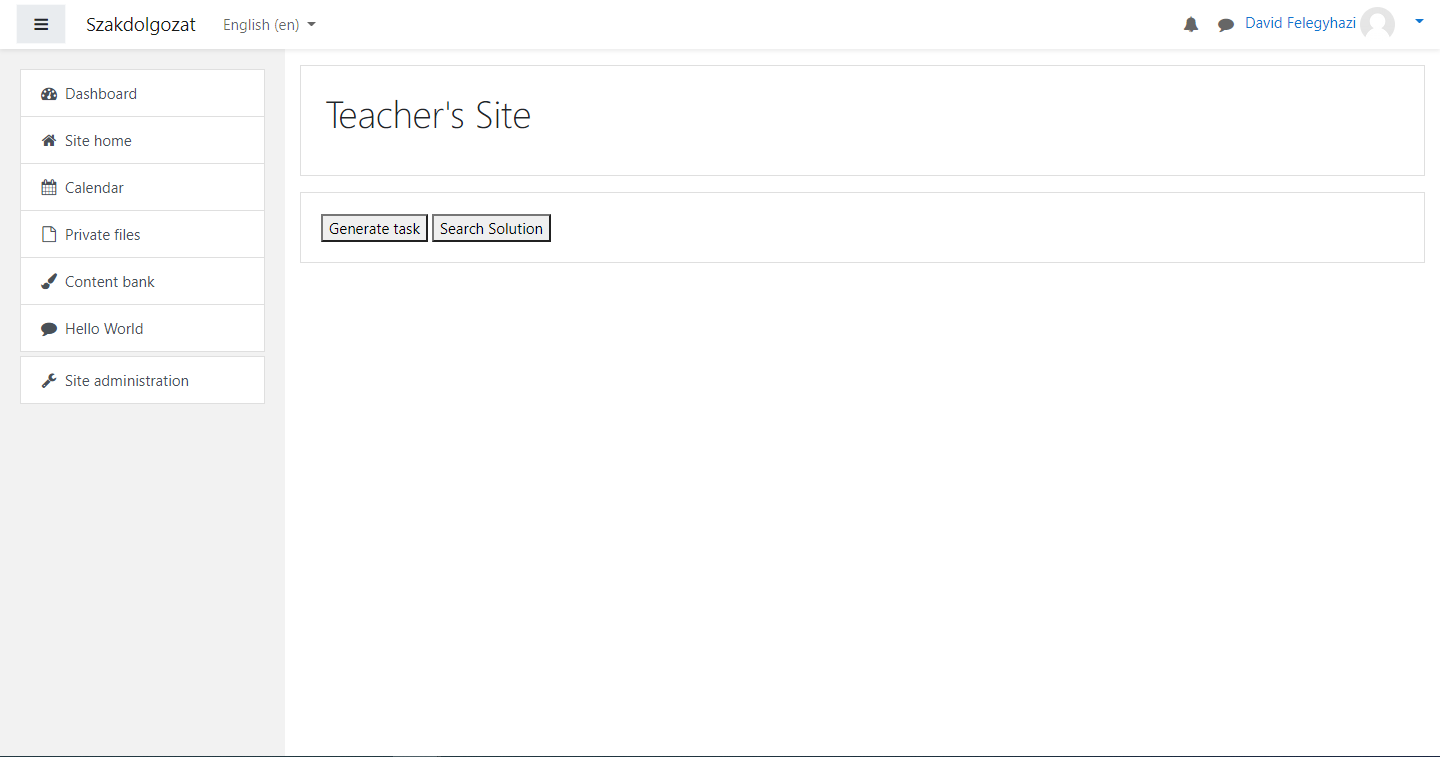 Szakdolgozat English (en) David Felegyhazi
Dashboard
Site home
Calendar
Private files
Content bank
Hello World
Site administration
Teacher's Site
Generate task Search Solution